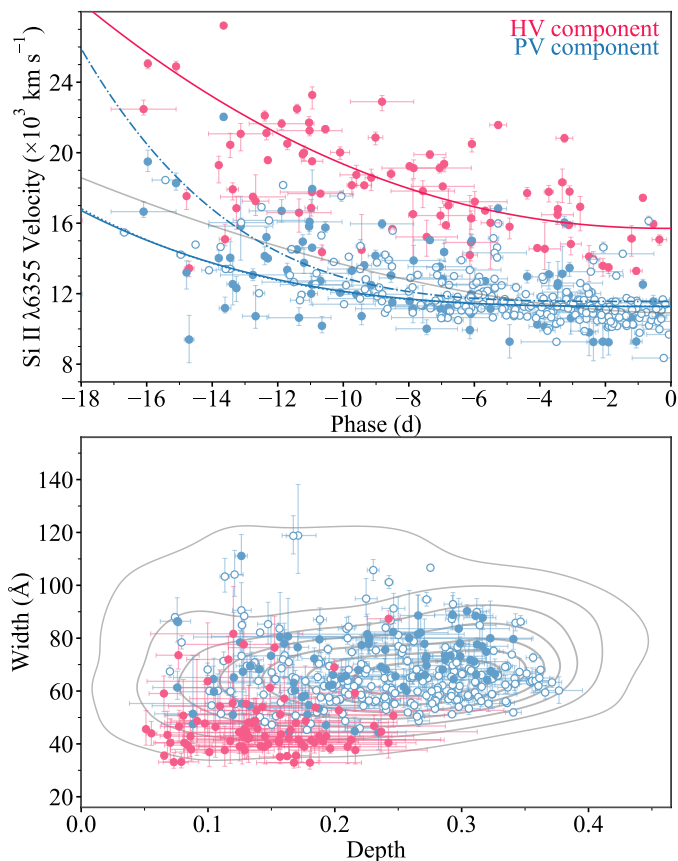 HV component
PV component
24
20
16
12
8
Si II λ6355 Velocity (×10³ km s⁻¹)
−18 −16 −14 −12 −10 −8 −6 −4 −2 0
Phase (d)
140
120
100
80
60
40
20
Width (Å)
0.0 0.1 0.2 0.3 0.4
Depth